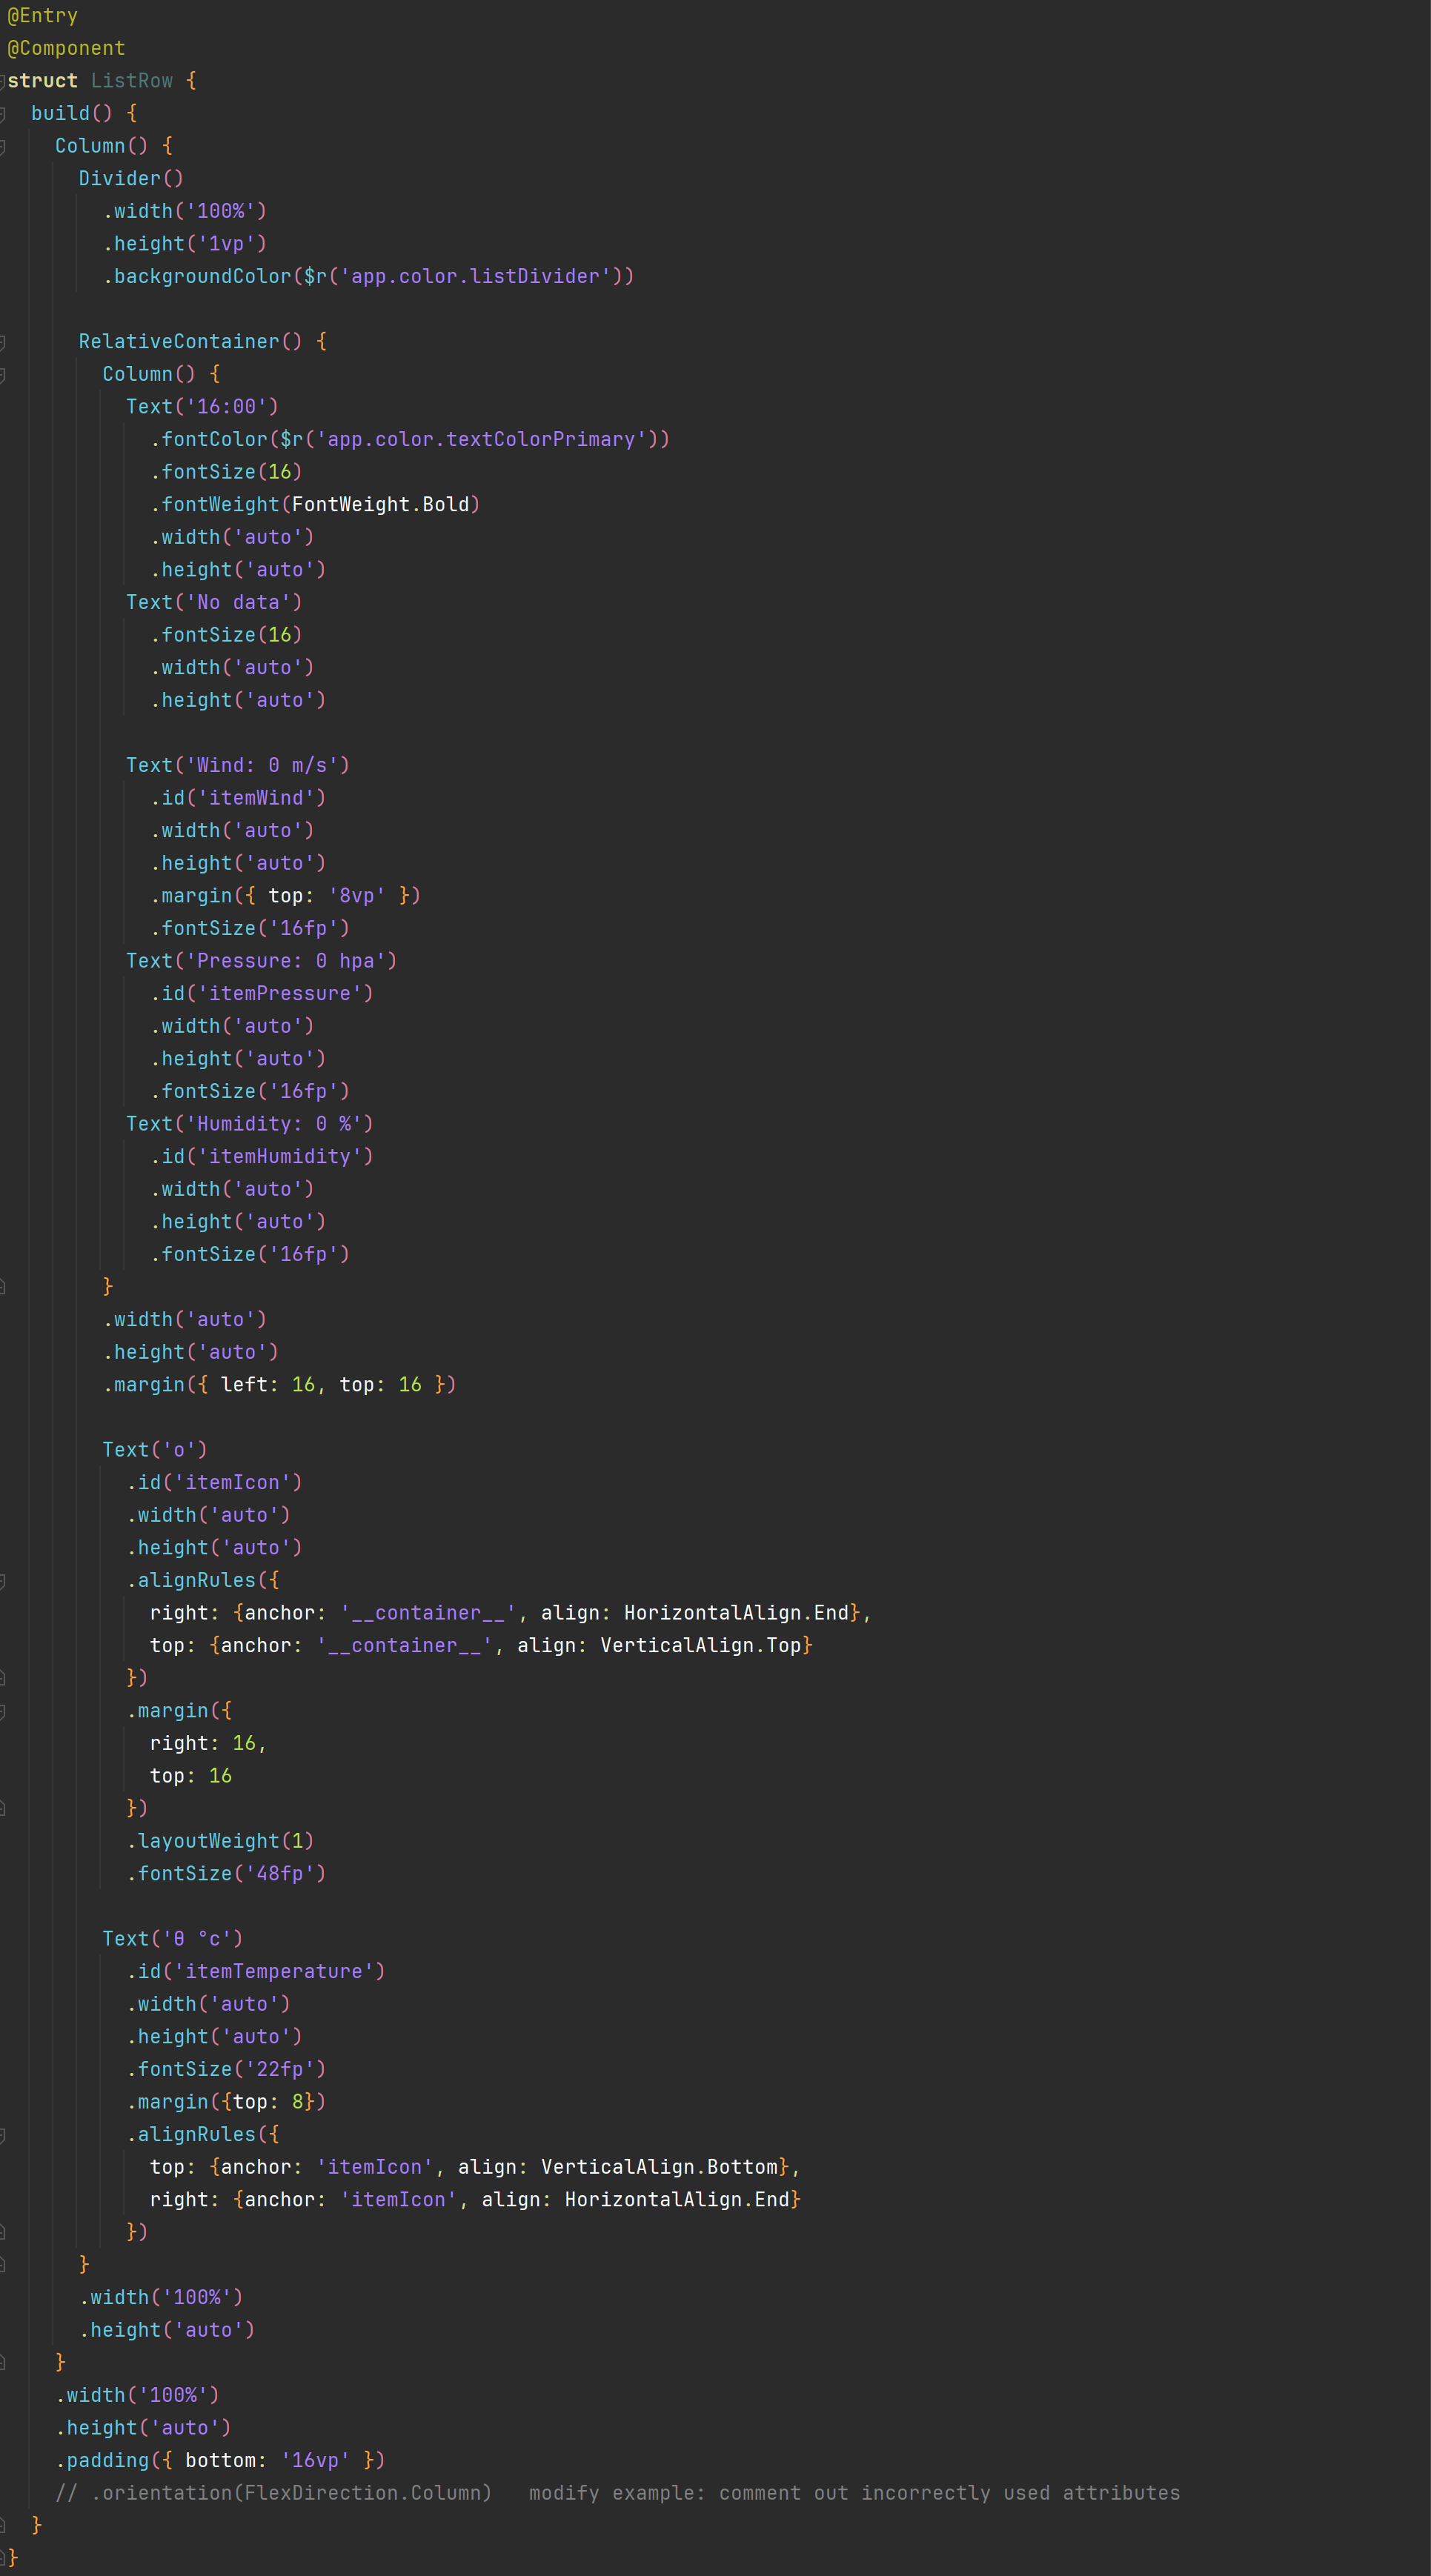 @Entry
@Component
struct ListRow {
  build() {
    Column() {
      Divider()
        .width('100%')
        .height('1vp')
        .backgroundColor($r('app.color.listDivider'))

      RelativeContainer() {
        Column() {
          Text('16:00')
            .fontColor($r('app.color.textColorPrimary'))
            .fontSize(16)
            .fontWeight(FontWeight.Bold)
            .width('auto')
            .height('auto')
          Text('No data')
            .fontSize(16)
            .width('auto')
            .height('auto')

          Text('Wind: 0 m/s')
            .id('itemWind')
            .width('auto')
            .height('auto')
            .margin({ top: '8vp' })
            .fontSize('16fp')
          Text('Pressure: 0 hpa')
            .id('itemPressure')
            .width('auto')
            .height('auto')
            .fontSize('16fp')
          Text('Humidity: 0 %')
            .id('itemHumidity')
            .width('auto')
            .height('auto')
            .fontSize('16fp')
        }
        .width('auto')
        .height('auto')
        .margin({ left: 16, top: 16 })

        Text('o')
          .id('itemIcon')
          .width('auto')
          .height('auto')
          .alignRules({
            right: {anchor: '__container__', align: HorizontalAlign.End},
            top: {anchor: '__container__', align: VerticalAlign.Top}
          })
          .margin({
            right: 16,
            top: 16
          })
          .layoutWeight(1)
          .fontSize('48fp')

        Text('0 °c')
          .id('itemTemperature')
          .width('auto')
          .height('auto')
          .fontSize('22fp')
          .margin({top: 8})
          .alignRules({
            top: {anchor: 'itemIcon', align: VerticalAlign.Bottom},
            right: {anchor: 'itemIcon', align: HorizontalAlign.End}
          })
      }
      .width('100%')
      .height('auto')
    }
    .width('100%')
    .height('auto')
    .padding({ bottom: '16vp' })
    // .orientation(FlexDirection.Column)   modify example: comment out incorrectly used attributes
  }
}